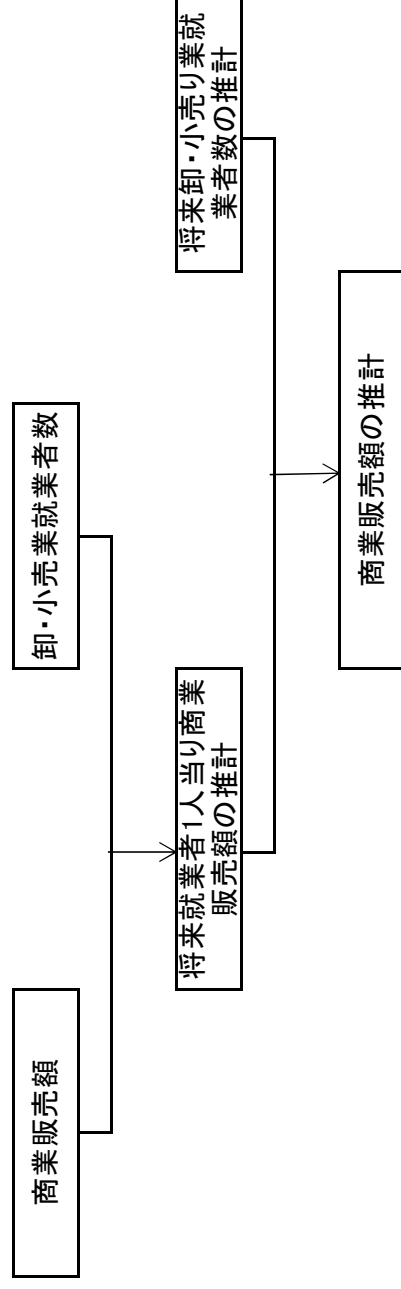 商業販売額
卸・小売業就業者数
将来就業者1人当り商業
販売額の推計
将来卸・小売り業就
業者数の推計
商業販売額の推計